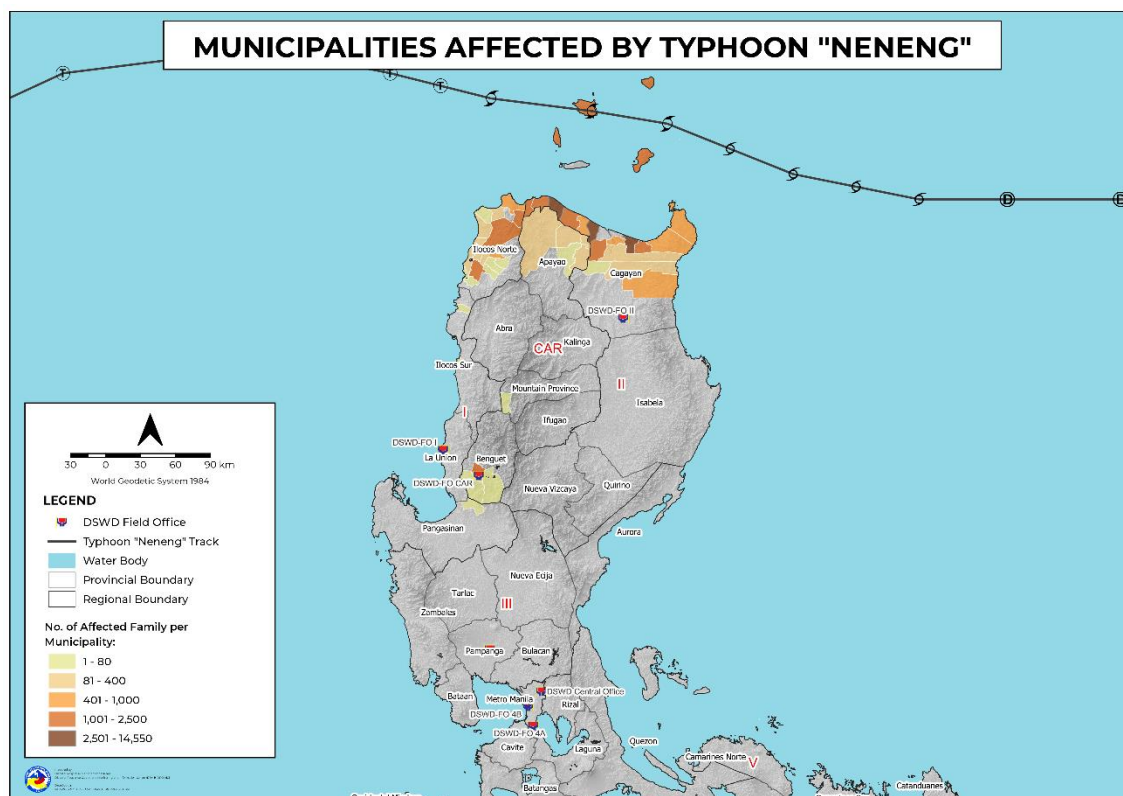 MUNICIPALITIES AFFECTED BY TYPHOON "NENENG"
T
T
T
D
D
Ilocos Norte
Apayao
Cagayan
DSWD-FO II
Abra
Kalinga
CAR
Ilocos Sur
Mountain Province
II
Isabela
I
Ifugao
DSWD-FO I
La Union
Benguet
DSWD-FO CAR
Nueva Vizcaya
Quirino
Pangasinan
Aurora
Nueva Ecija
Tarlac
III
Zambales
Pampanga
Bulacan
Bataan
Metro Manila
DSWD Central Office
DSWD-FO 4B
Rizal
DSWD-FO 4A
Cavite
Laguna
Quezon
Camarines Norte
V
Batangas
Catanduanes
30 0 30 60 90 km
World Geodetic System 1984
LEGEND
DSWD Field Office
Typhoon "Neneng" Track
Water Body
Provincial Boundary
Regional Boundary
No. of Affected Family per
Municipality:
1 - 80
81 - 400
401 - 1,000
1,001 - 2,500
2,501 - 14,550